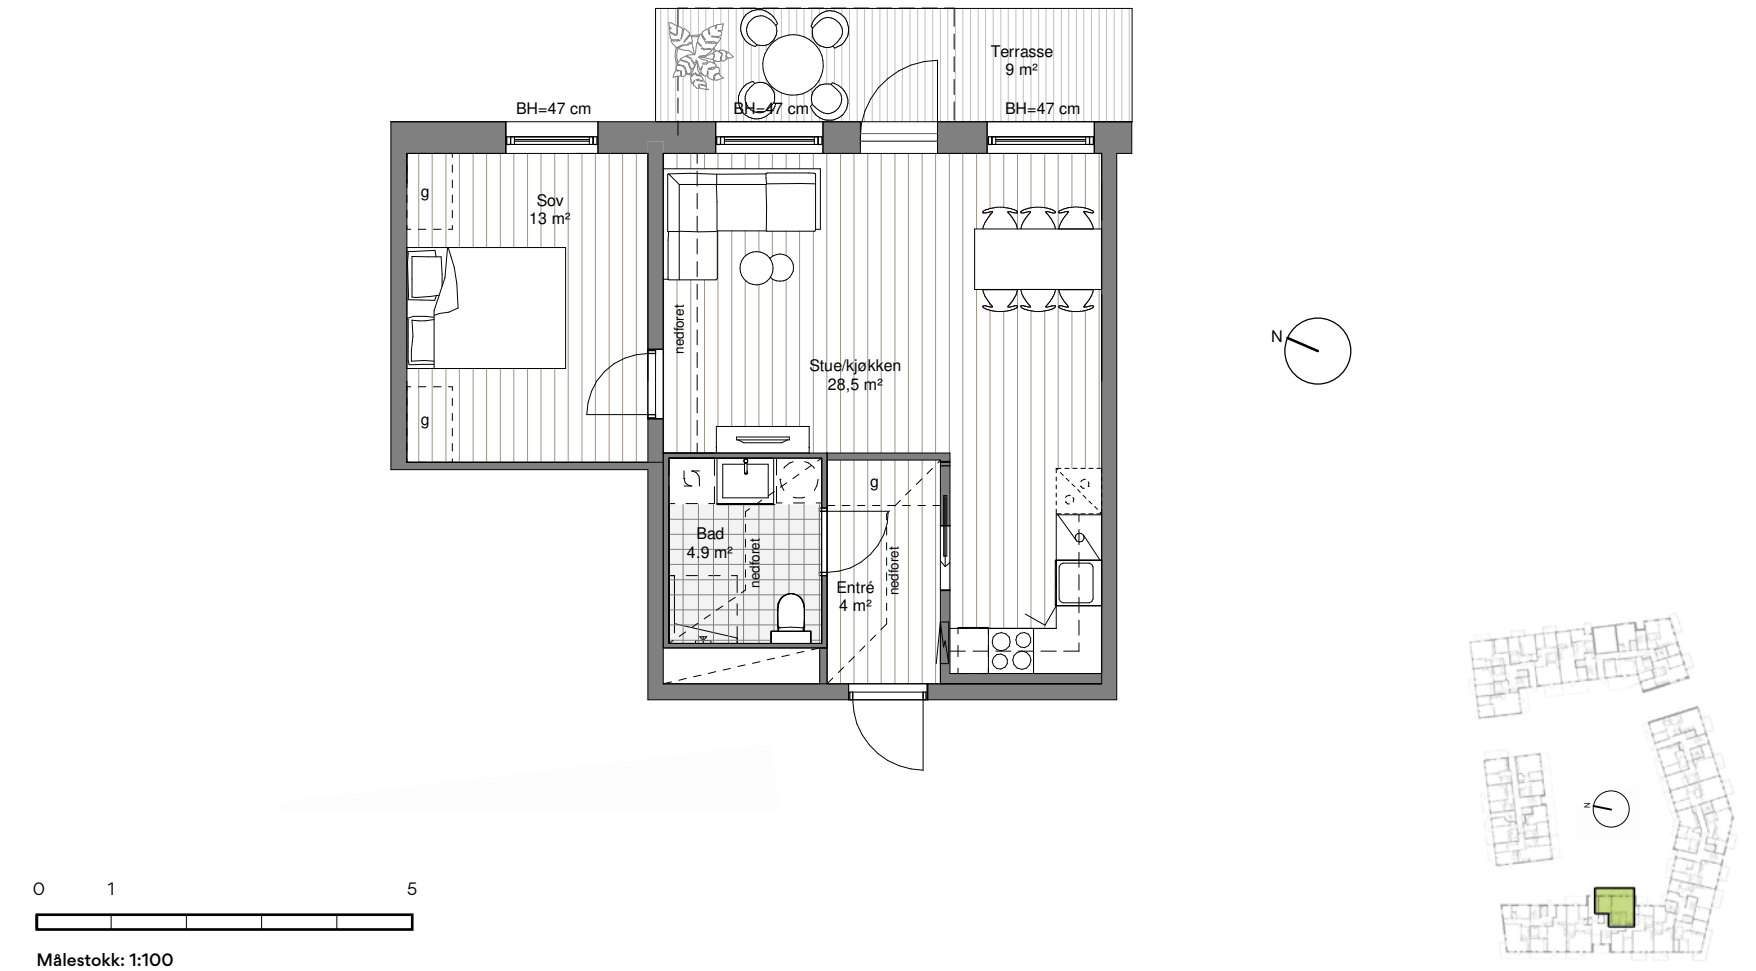 Terrasse
9 m²
BH=47 cm
BH=47 cm
BH=47 cm
g
Sov
13 m²
g
nedforet
Stue/kjøkken
28,5 m²
N
g
Bad
4.9 m²
nedforet
Entré
4 m²
nedforet
N
0 1 5
Målestokk: 1:100